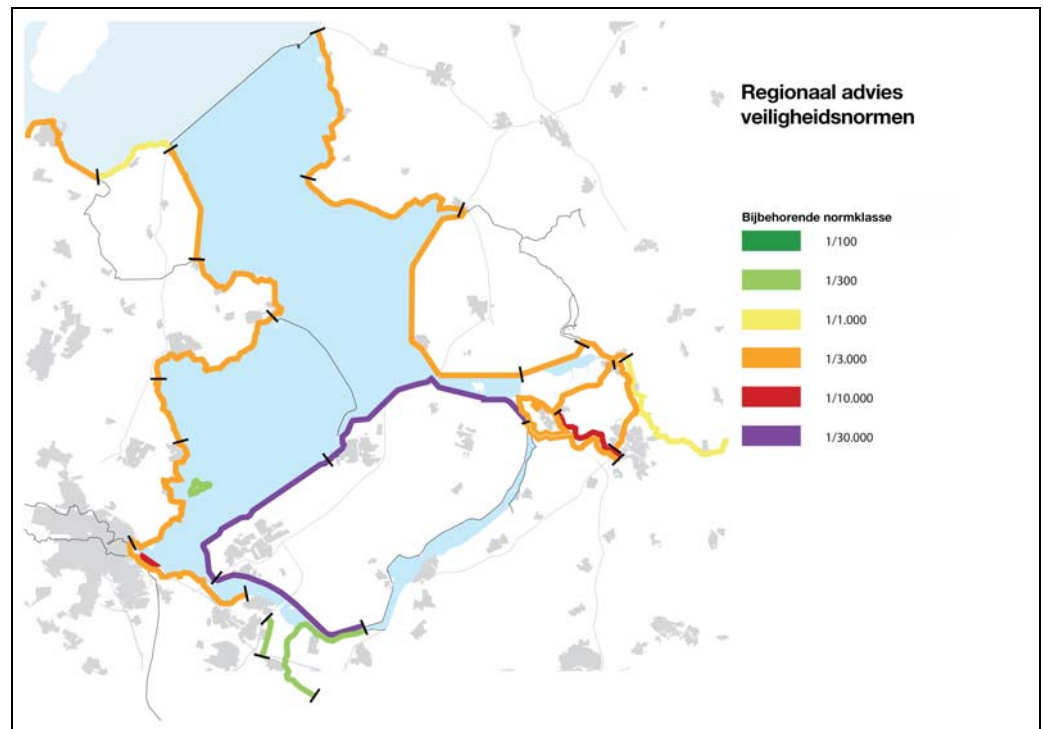 Regionaal advies
veiligheidsnormen
Bijbehorende normklasse
1/100
1/300
1/1.000
1/3.000
1/10.000
1/30.000